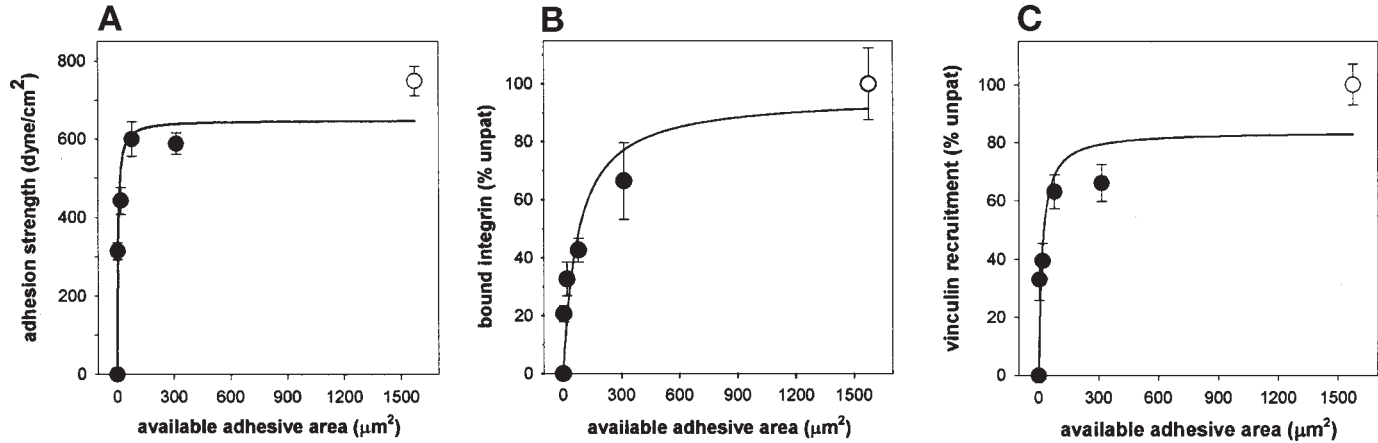 A
adhesion strength (dyne/cm2)
800
600
400
200
0
0 300 600 900 1200 1500
available adhesive area (μm2)
B
bound integrin (% unpat)
100
80
60
40
20
0
0 300 600 900 1200 1500
available adhesive area (μm2)
C
vinculin recruitment (% unpat)
100
80
60
40
20
0
0 300 600 900 1200 1500
available adhesive area (μm2)